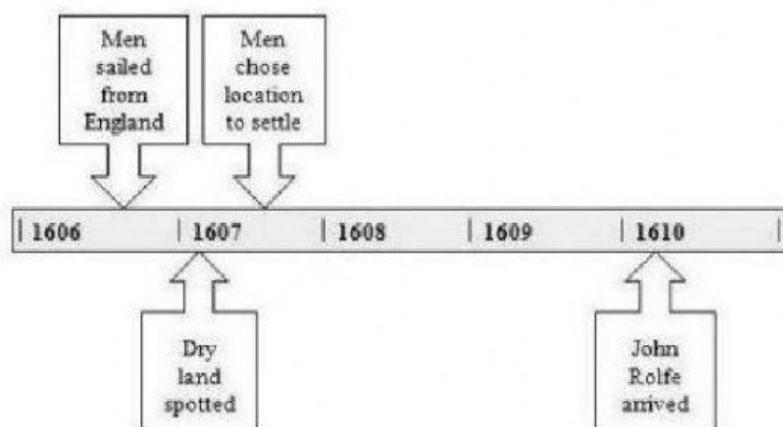 Men
sailed
from
England
Men
chose
location
to settle
1606 1607 1608 1609 1610
Dry
land
spotted
John
Rolfe
arrived